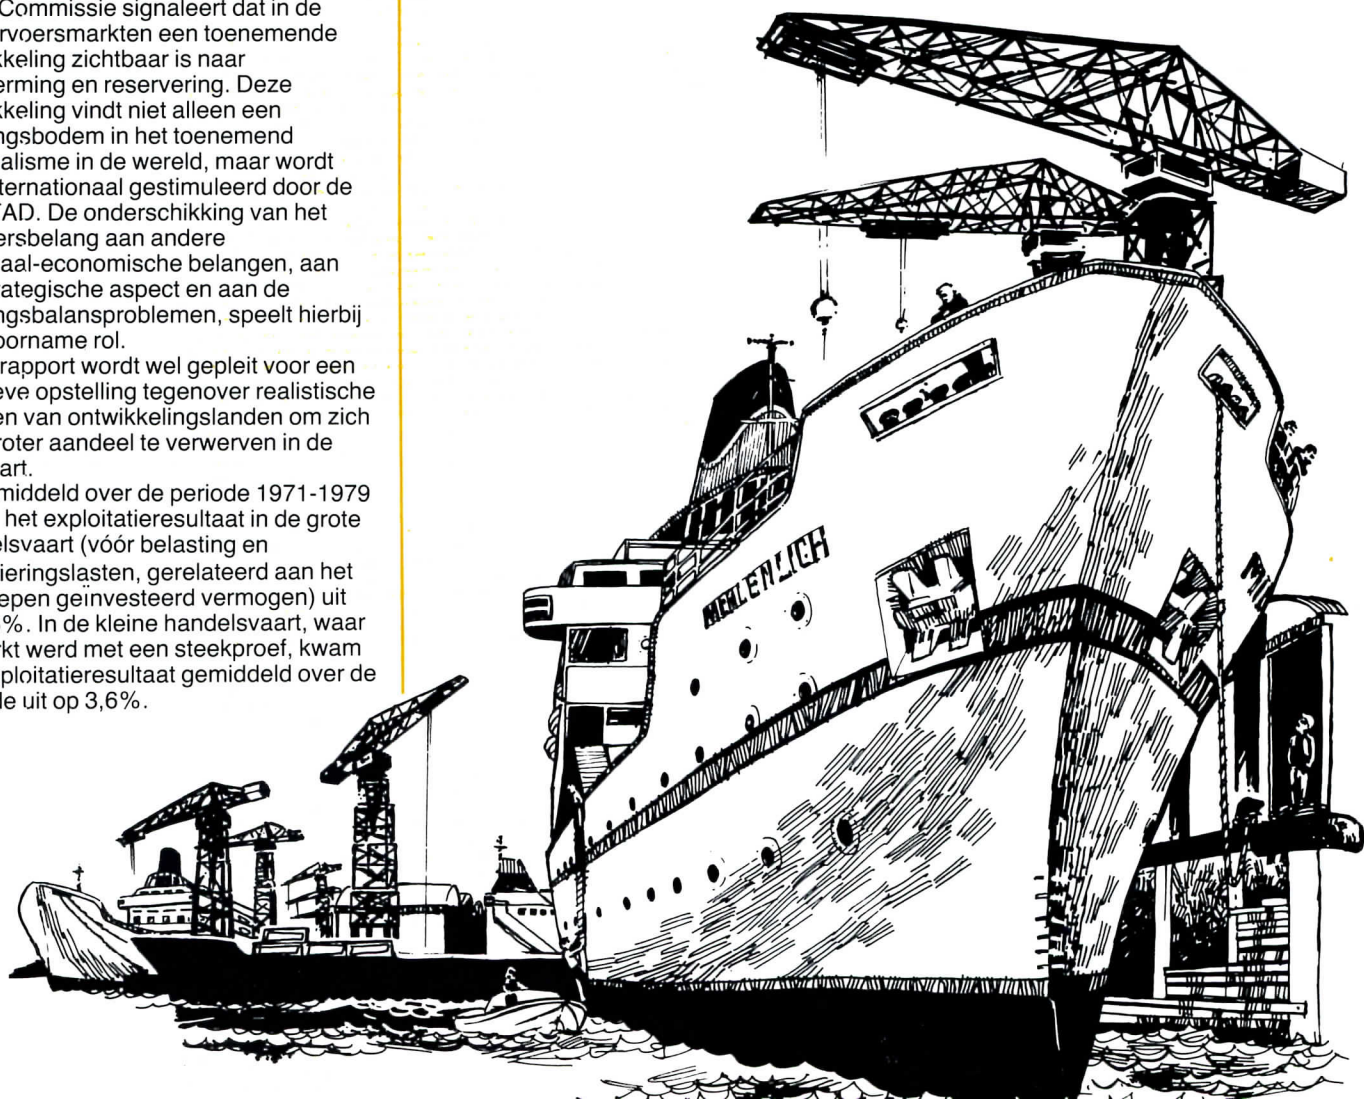 Commissie signaleert dat in de
rvoersmarkten een toenemende
kkeling zichtbaar is naar
erming en reservering. Deze
kkeling vindt niet alleen een
ngsbodem in het toenemend
alisme in de wereld, maar wordt
ternationaal gestimuleerd door de
AD. De onderschikking van het
ersbelang aan andere
aal-economische belangen, aan
rategische aspect en aan de
ngsbalansproblemen, speelt hierbij
oorname rol.
rapport wordt wel gepleit voor een
eve opstelling tegenover realistische
en van ontwikkelingslanden om zich
roter aandeel te verwerven in de
art.
middeld over de periode 1971-1979
het exploitatieresultaat in de grote
elsvaart (vóór belasting en
ieringslasten, gerelateerd aan het
epen geïnvesteerd vermogen) uit
%. In de kleine handelsvaart, waar
rkt werd met een steekproef, kwam
ploitatieresultaat gemiddeld over de
de uit op 3,6%.